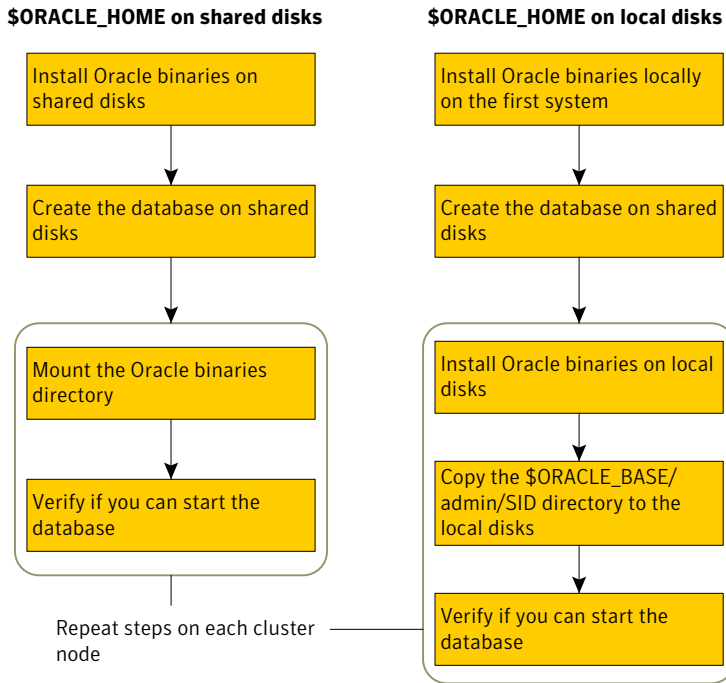 $ORACLE_HOME on shared disks
Install Oracle binaries on
shared disks
Create the database on shared
disks
Mount the Oracle binaries
directory
Verify if you can start the
database
Repeat steps on each cluster
node
$ORACLE_HOME on local disks
Install Oracle binaries locally
on the first system
Create the database on shared
disks
Install Oracle binaries on local
disks
Copy the $ORACLE_BASE/
admin/SID directory to the
local disks
Verify if you can start the
database